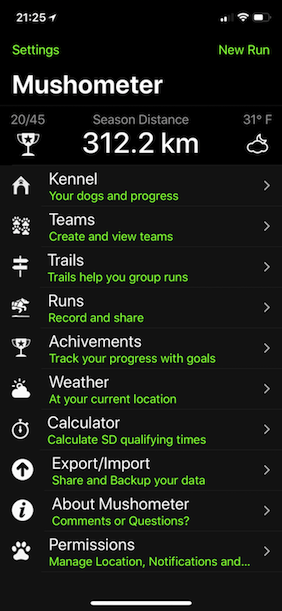 21:25
Settings
New Run
Mushometer
20/45
Season Distance
31° F
312.2 km
Kennel
Your dogs and progress
Teams
Create and view teams
Trails
Trails help you group runs
Runs
Record and share
Achivements
Track your progress with goals
Weather
At your current location
Calculator
Calculate SD qualifying times
Export/Import
Share and Backup your data
About Mushometer
Comments or Questions?
Permissions
Manage Location, Notifications and...